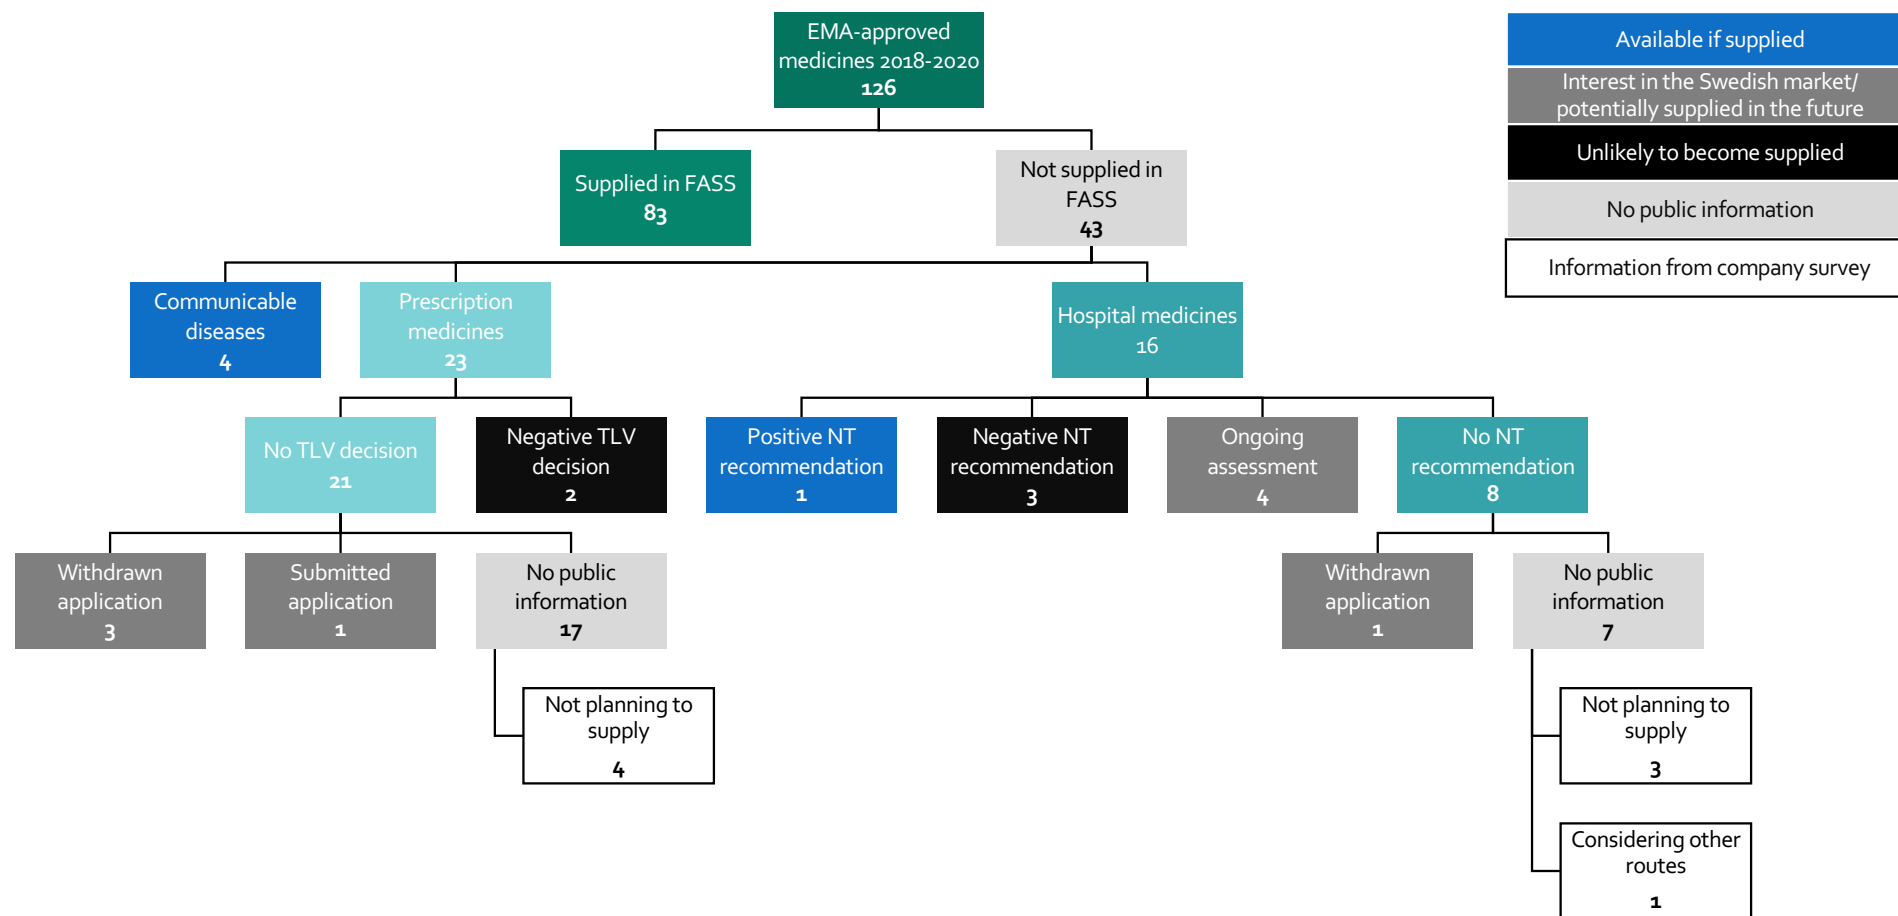 EMA-approved
medicines 2018-2020
126
Available if supplied
Interest in the Swedish market/
potentially supplied in the future
Unlikely to become supplied
No public information
Information from company survey
Supplied in FASS
83
Not supplied in
FASS
43
Communicable
diseases
4
Prescription
medicines
23
Hospital medicines
16
No TLV decision
21
Negative TLV
decision
2
Positive NT
recommendation
1
Negative NT
recommendation
3
Ongoing
assessment
4
No NT
recommendation
8
Withdrawn
application
3
Submitted
application
1
No public
information
17
Withdrawn
application
1
No public
information
7
Not planning to
supply
4
Not planning to
supply
3
Considering other
routes
1